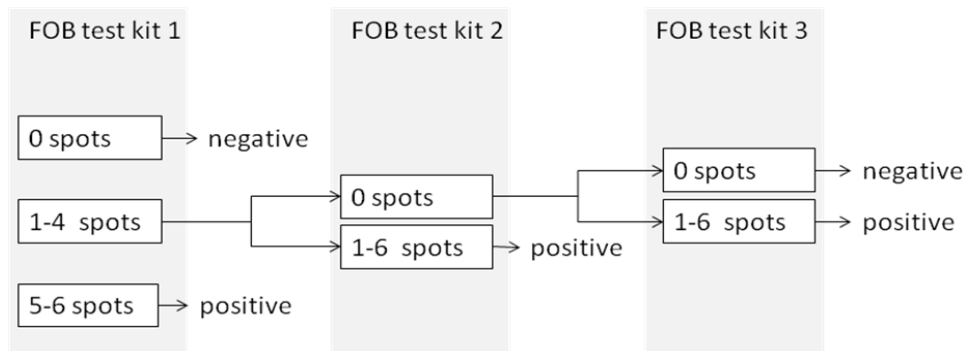 FOB test kit 1
FOB test kit 2
FOB test kit 3
0 spots
negative
1-4 spots
5-6 spots
positive
0 spots
1-6 spots
positive
0 spots
negative
1-6 spots
positive